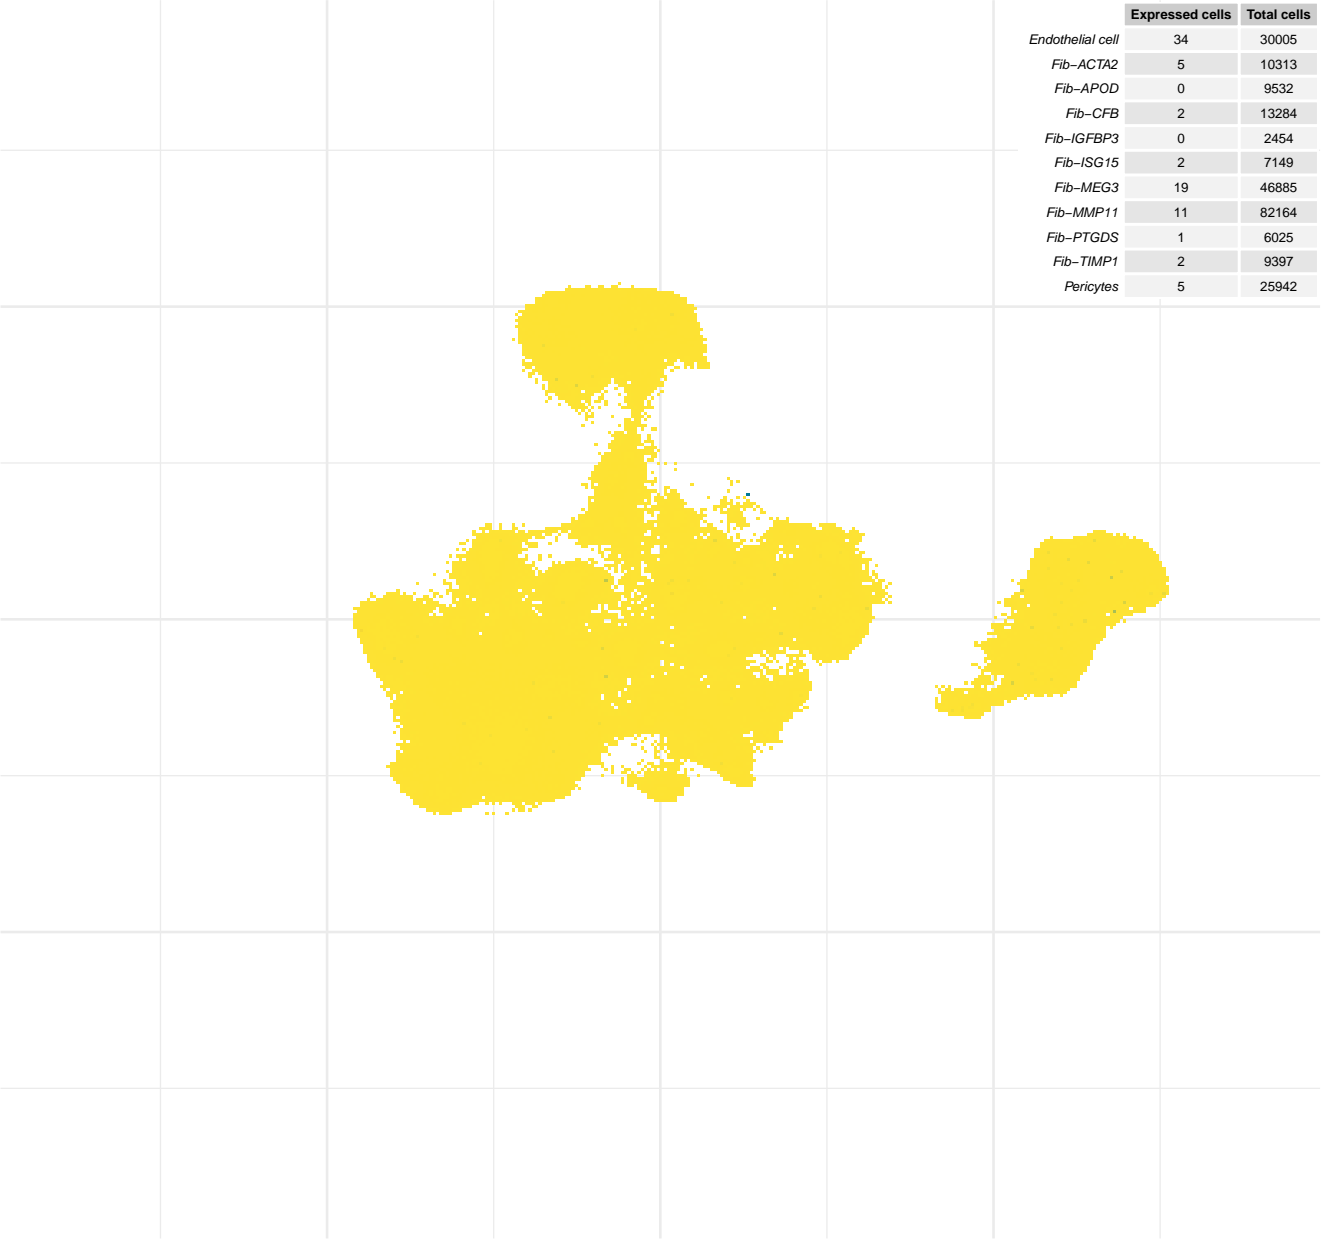 Expressed cells Total cells
Endothelial cell 34 30005
Fib−ACTA2 5 10313
Fib−APOD 0 9532
Fib−CFB 2 13284
Fib−IGFBP3 0 2454
Fib−ISG15 2 7149
Fib−MEG3 19 46885
Fib−MMP11 11 82164
Fib−PTGDS 1 6025
Fib−TIMP1 2 9397
Pericytes 5 25942